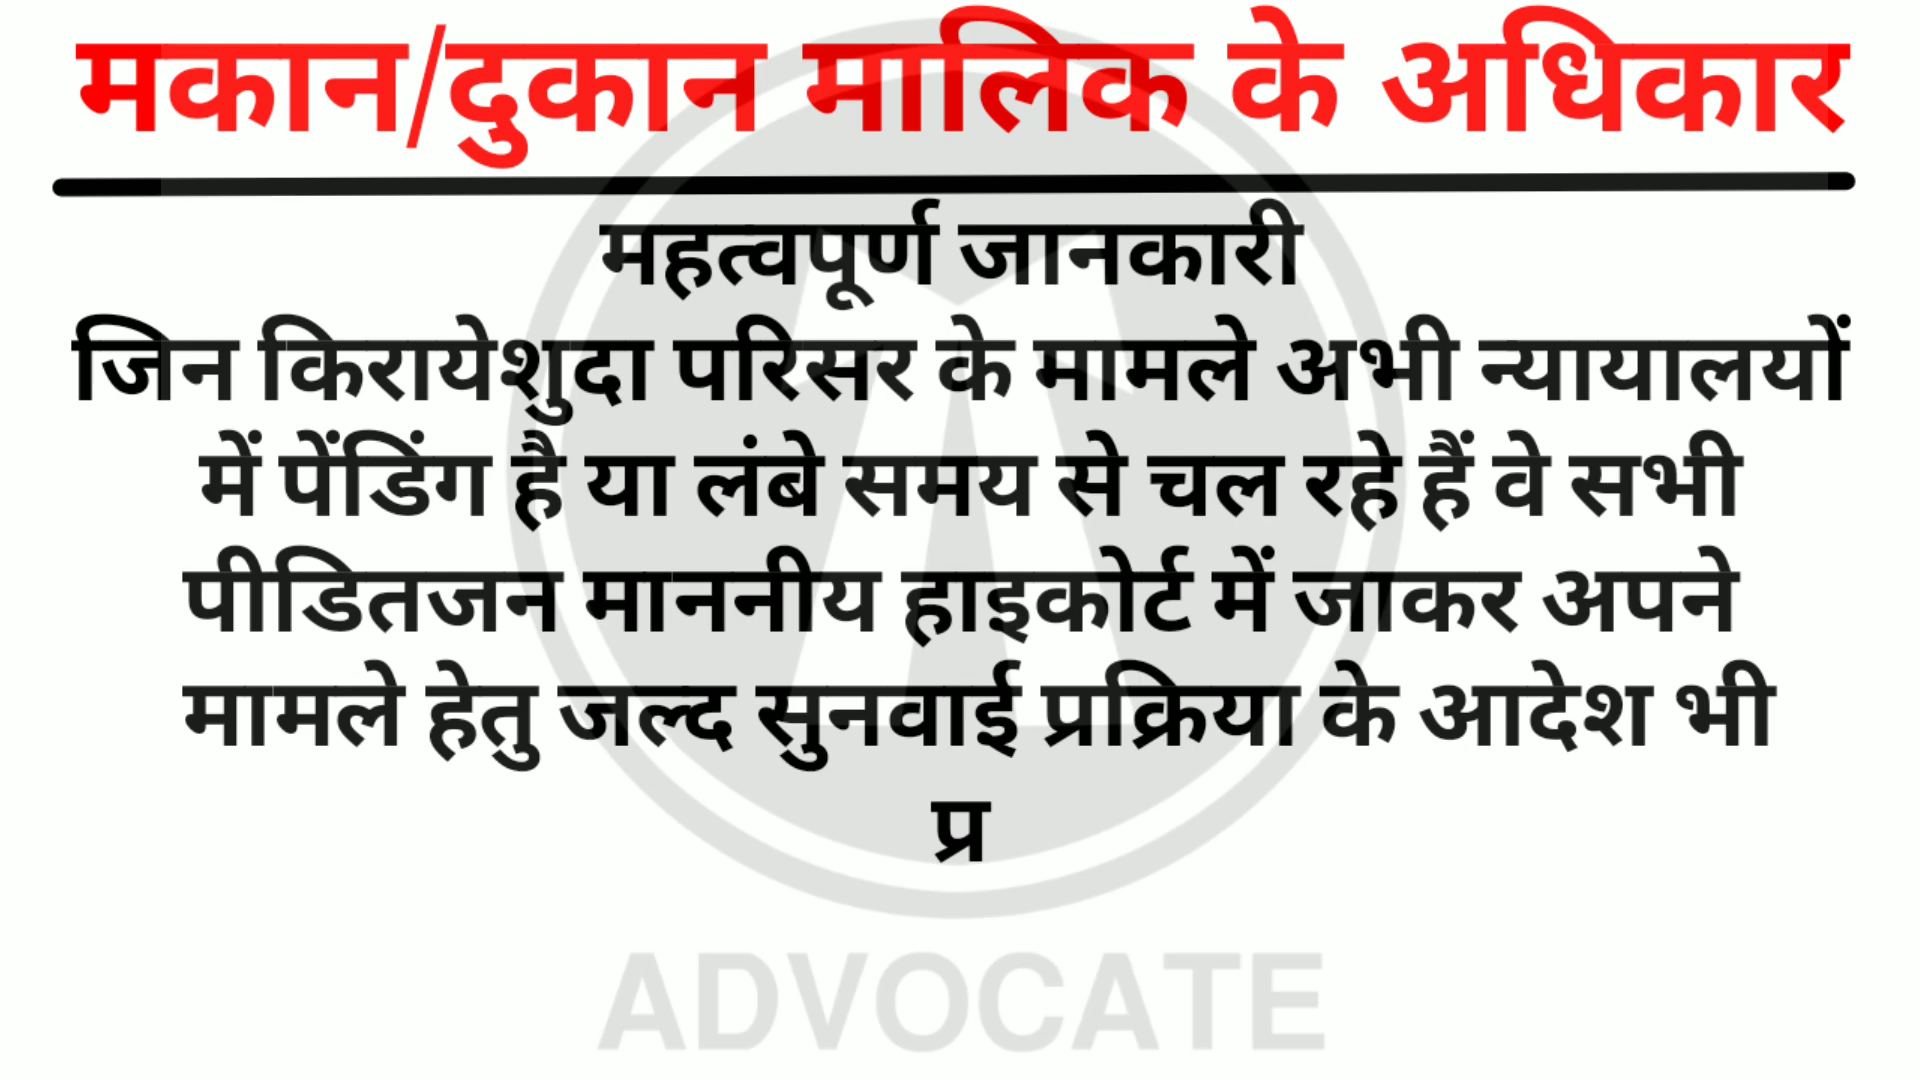 मकान/दुकान मालिक के अधिकार
महत्वपूर्ण जानकारी
जिन किरायेशुदा परिसर के मामले अभी न्यायालयों
में पेंडिंग है या लंबे समय से चल रहे हैं वे सभी
पीडितजन माननीय हाइकोर्ट में जाकर अपने
मामले हेतु जल्द सुनवाई प्रक्रिया के आदेश भी
प्र
ADVOCATE